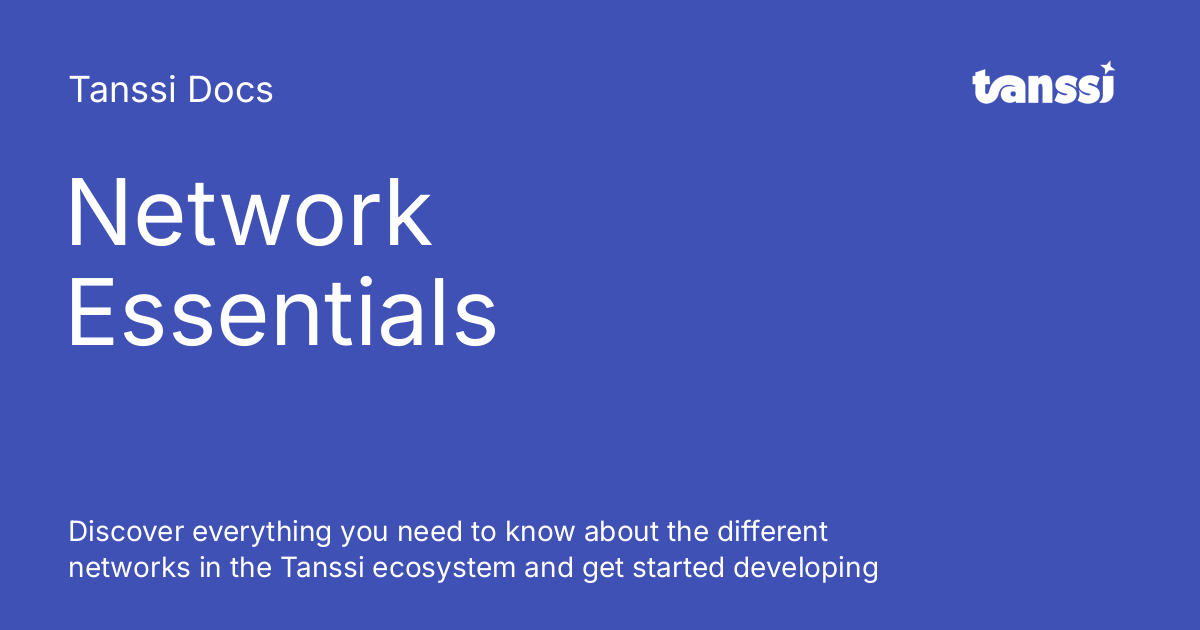 Tanssi Docs
tanssi
Network
Essentials
Discover everything you need to know about the different
networks in the Tanssi ecosystem and get started developing